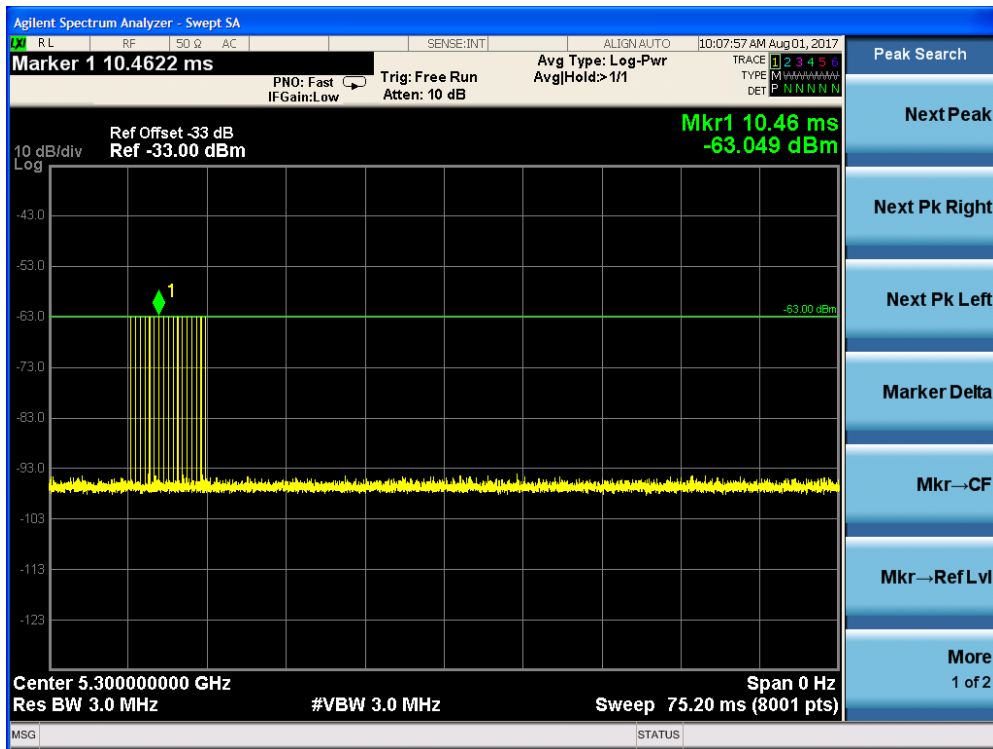 Agilent Spectrum Analyzer - Swept SA
LXI RL RF 50 Ω AC SENSE:INT ALIGN AUTO 10:07:57 AM Aug 01, 2017
Marker 1 10.4622 ms
PNO: Fast
IFGain:Low
Trig: Free Run
Atten: 10 dB
Avg Type: Log-Pwr
Avg|Hold:>1/1
TRACE 1 2 3 4 5 6
TYPE M
DET P N N N N N
Peak Search
Ref Offset -33 dB
10 dB/div Ref -33.00 dBm
Log
Mkr1 10.46 ms
-63.049 dBm
-43.0
-53.0
1
-63.0
-63.00 dBm
-73.0
-83.0
-93.0
-103
-113
-123
Center 5.300000000 GHz Span 0 Hz
Res BW 3.0 MHz #VBW 3.0 MHz Sweep 75.20 ms (8001 pts)
MSG STATUS
Next Peak
Next Pk Right
Next Pk Left
Marker Delta
Mkr→CF
Mkr→Ref Lvl
More
1 of 2